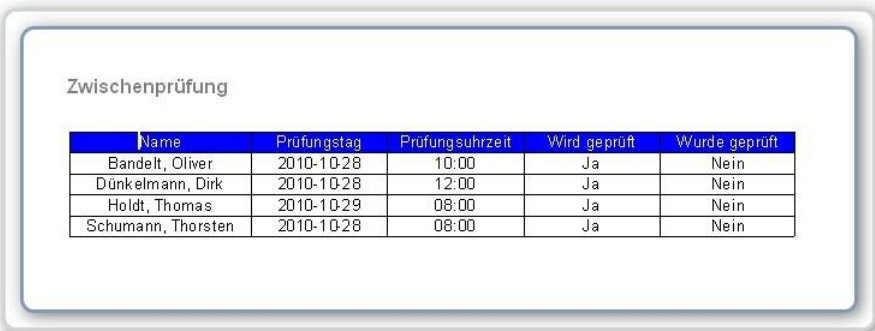 Zwischenprüfung
Name Prüfungstag Prüfungsuhrzeit Wird geprüft Wurde geprüft
Bandelt, Oliver 2010-10-28 10:00 Ja Nein
Dünkelmann, Dirk 2010-10-28 12:00 Ja Nein
Holdt, Thomas 2010-10-29 08:00 Ja Nein
Schumann, Thorsten 2010-10-28 08:00 Ja Nein